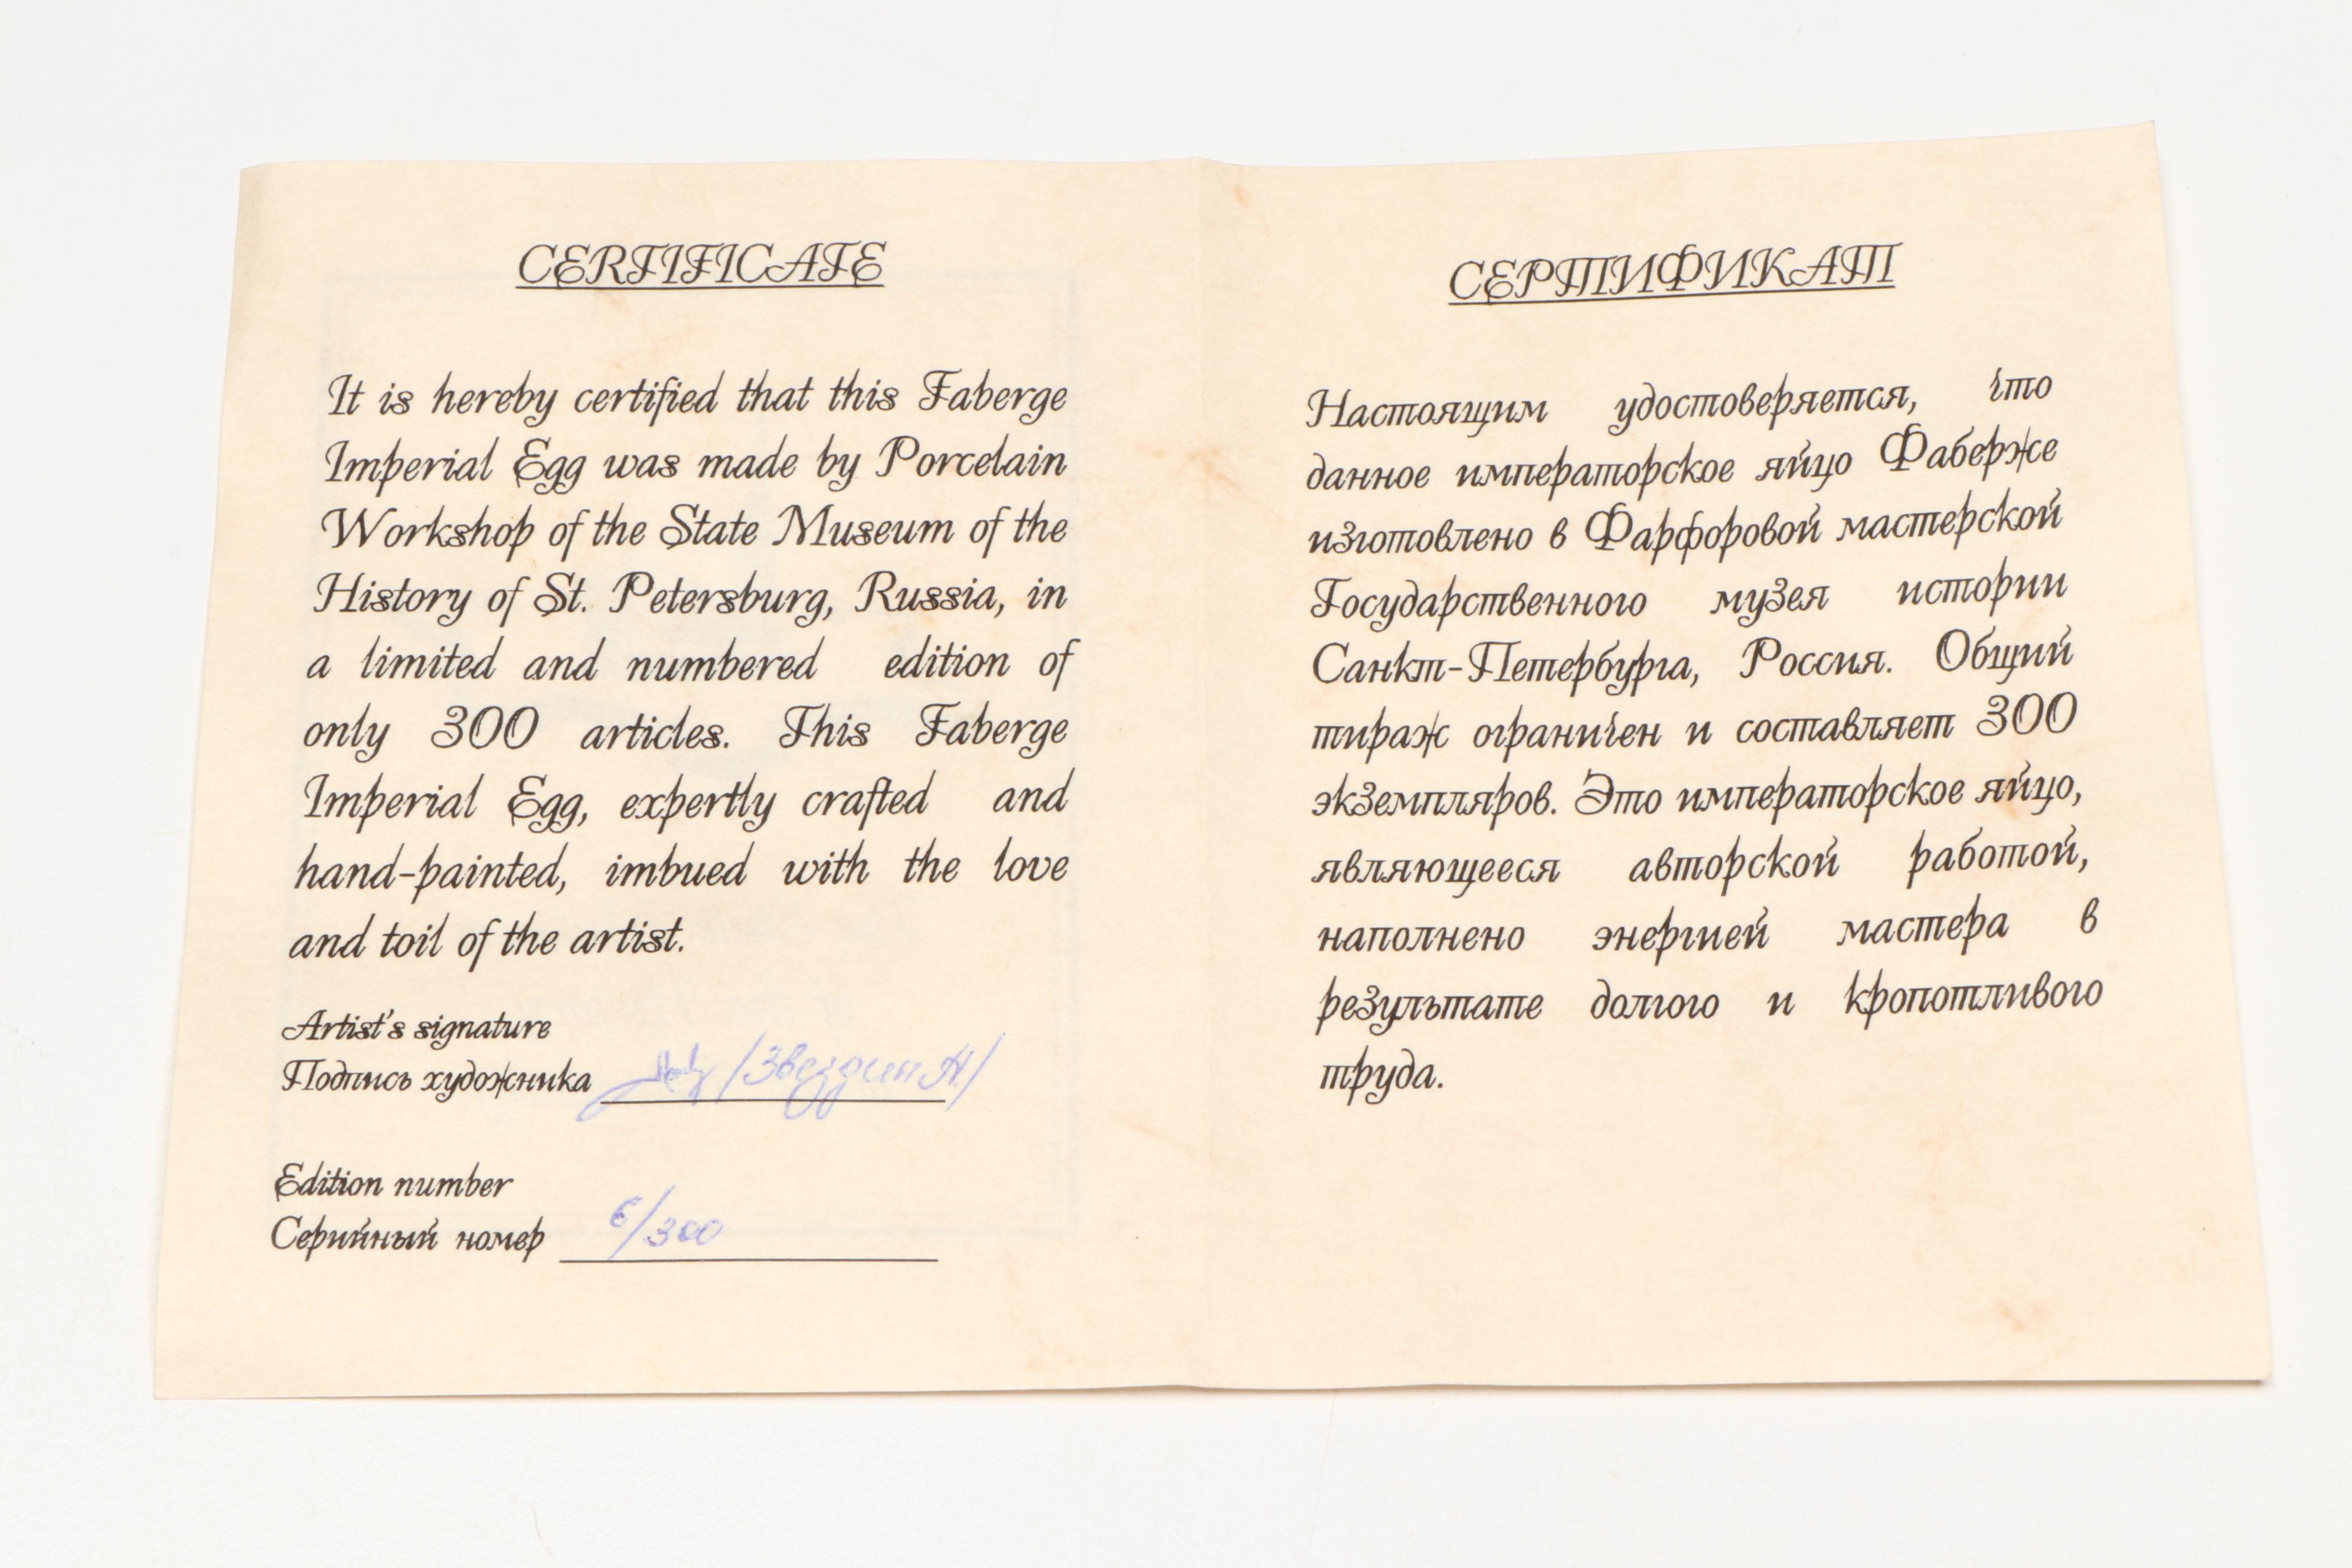 CERTIFICATE
It is hereby certified that this Faberge
Imperial Egg was made by Porcelain
Workshop of the State Museum of the
History of St. Petersburg, Russia, in
a limited and numbered edition of
only 300 articles. This Faberge
Imperial Egg, expertly crafted and
hand-painted, imbued with the love
and toil of the artist.
Artist's signature
Подпись художника /Звездин Н./
Edition number
Серийный номер 6/300
СЕРТИФИКАТ
Настоящим удостоверяется, что
данное императорское яйцо Фаберже
изготовлено в Фарфоровой мастерской
Государственного музея истории
Санкт-Петербурга, Россия. Общий
тираж ограничен и составляет 300
экземпляров. Это императорское яйцо,
являющееся авторской работой,
наполнено энергией мастера в
результате долгого и кропотливого
труда.